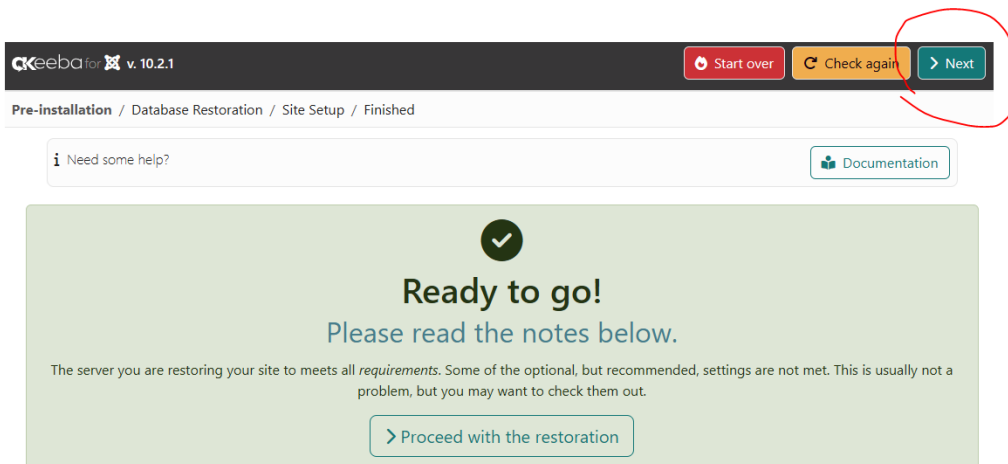 akeeba for v. 10.2.1
Start over
Check again
Next
Pre-installation / Database Restoration / Site Setup / Finished
Need some help?
Documentation
Ready to go!
Please read the notes below.
The server you are restoring your site to meets all requirements. Some of the optional, but recommended, settings are not met. This is usually not a
problem, but you may want to check them out.
Proceed with the restoration